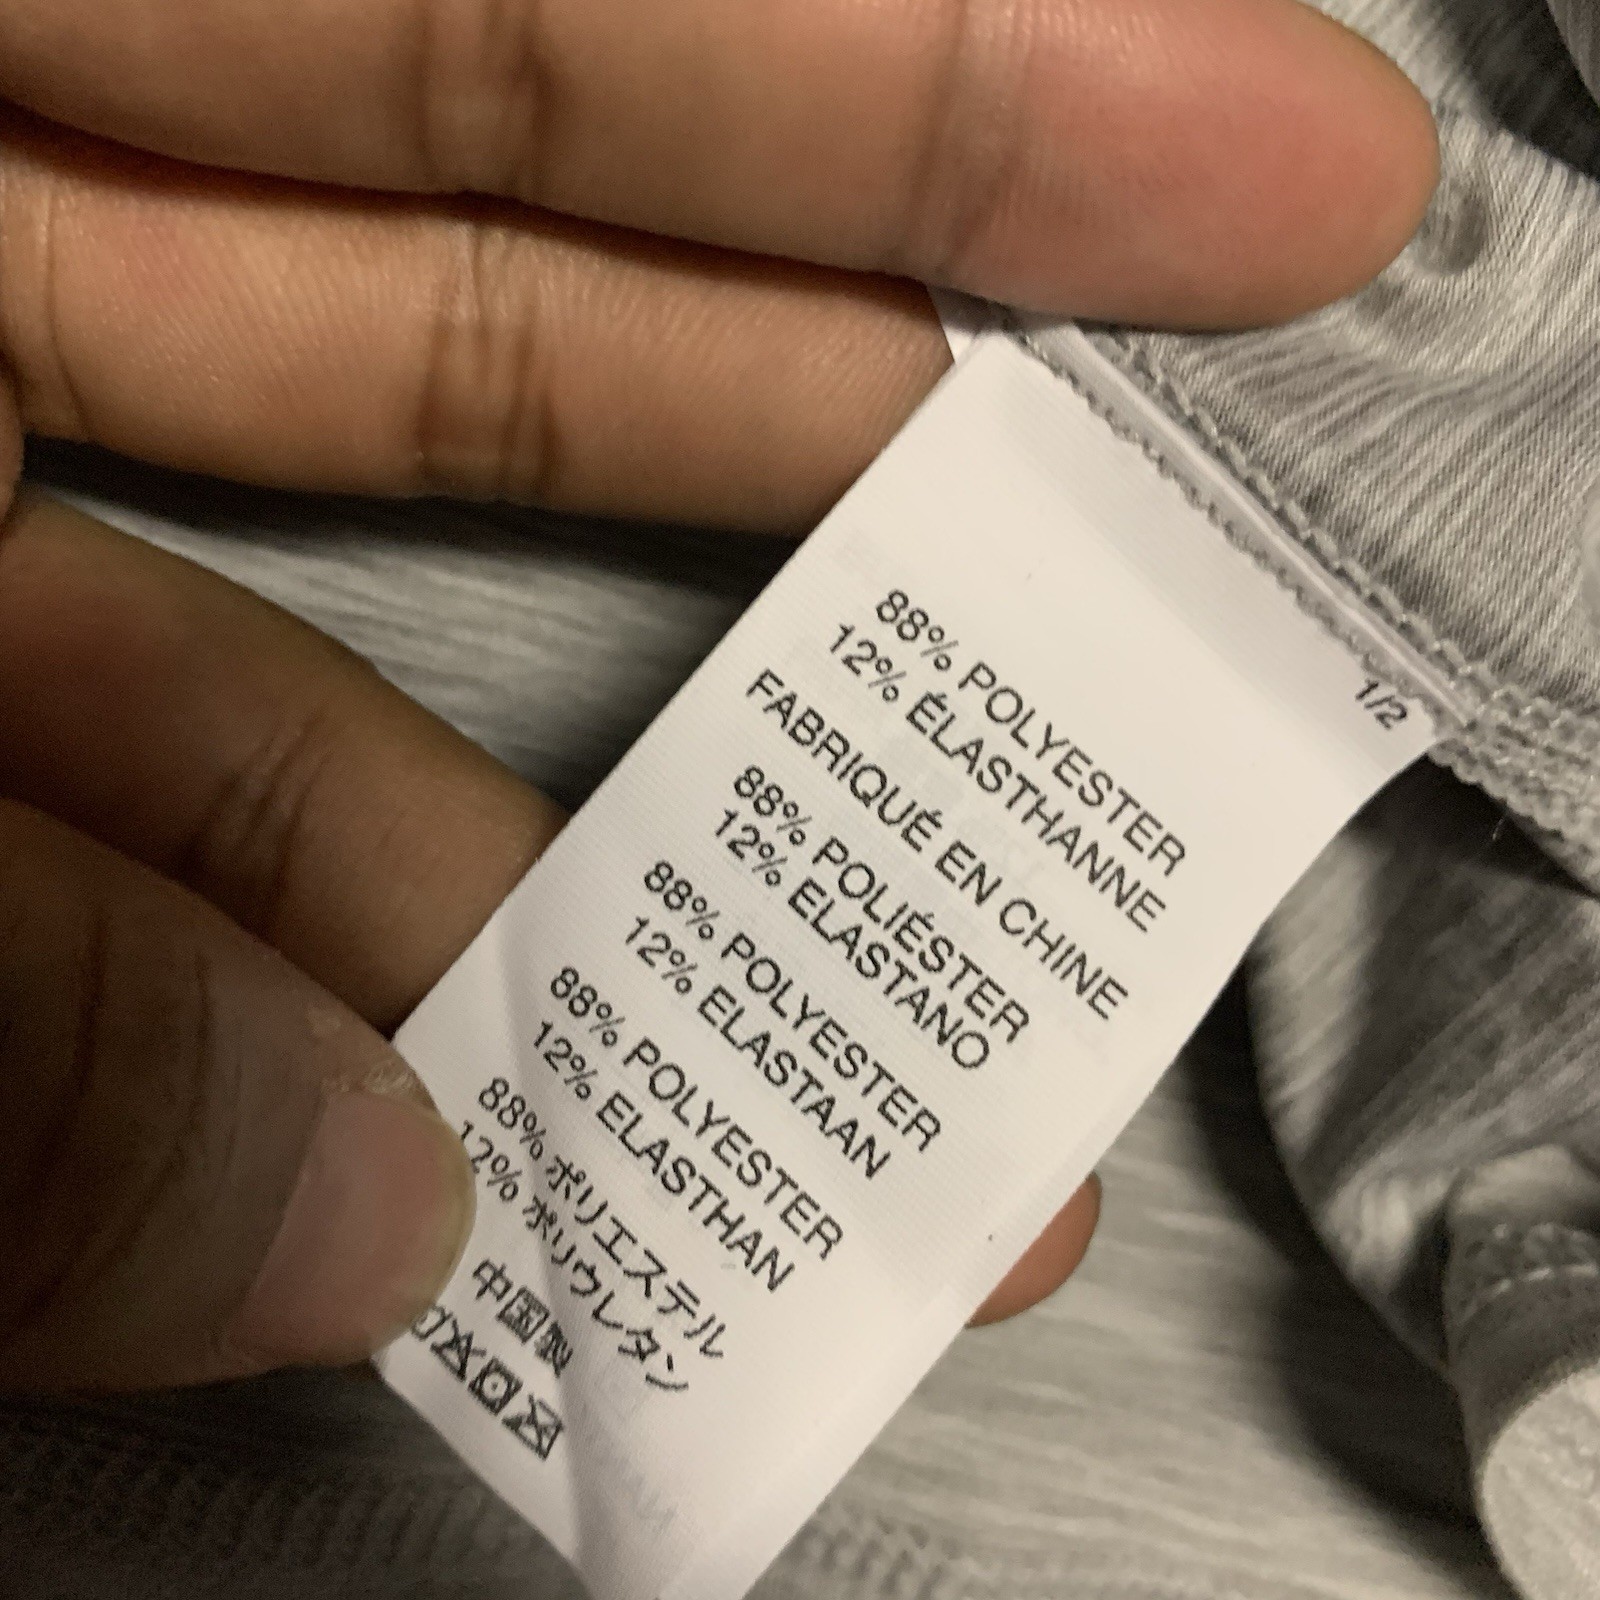 1/2
88% POLYESTER
12% ÉLASTHANNE
FABRIQUÉ EN CHINE
88% POLIÉSTER
12% ELASTANO
88% POLYESTER
12% ELASTAAN
88% POLYESTER
12% ELASTHAN
88% ポリエステル
12% ポリウレタン
中国製